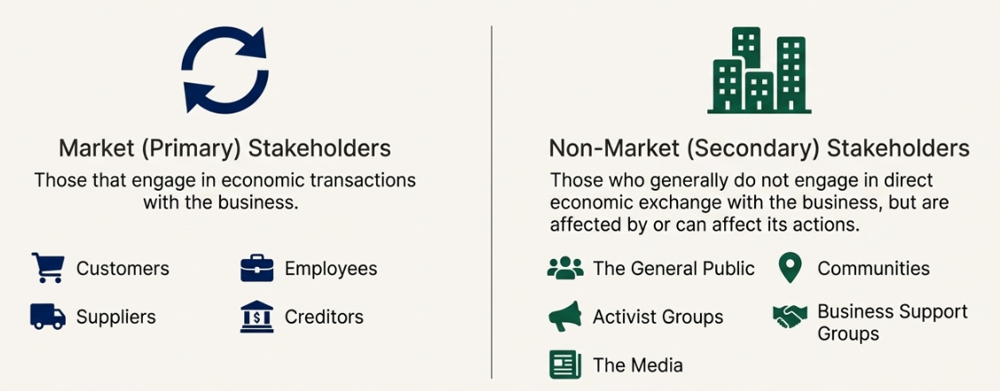 Market (Primary) Stakeholders
Those that engage in economic transactions
with the business.
Customers
Employees
Suppliers
$
Creditors
Non-Market (Secondary) Stakeholders
Those who generally do not engage in direct
economic exchange with the business, but are
affected by or can affect its actions.
The General Public
Communities
Activist Groups
Business Support
Groups
The Media